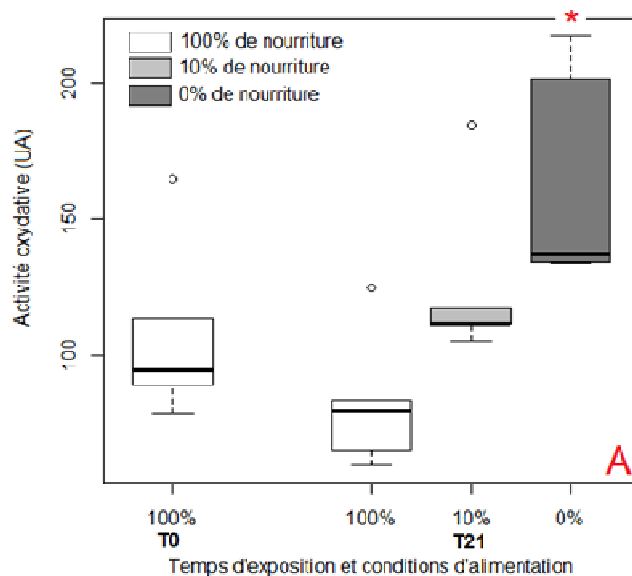 *
100% de nourriture
10% de nourriture
0% de nourriture
Activité oxydative (UA)
200
150
100
A
100% 100% 10% 0%
T0 T21
Temps d'exposition et conditions d'alimentation